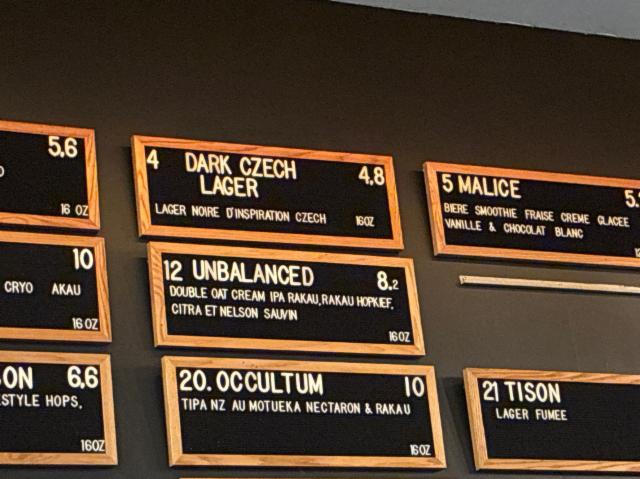 5.6
16 OZ
4 DARK CZECH 4.8
LAGER
LAGER NOIRE D'INSPIRATION CZECH 16OZ
5 MALICE
BIERE SMOOTHIE FRAISE CREME GLACEE
VANILLE & CHOCOLAT BLANC
10
CRYO AKAU
16 OZ
12 UNBALANCED 8.2
DOUBLE OAT CREAM IPA RAKAU, RAKAU HOPKIEF,
CITRA ET NELSON SAUVIN
16OZ
6.6
HOPS,
16OZ
20. OCCULTUM 10
TIPA NZ AU MOTUEKA NECTARON & RAKAU
16OZ
21 TISON
LAGER FUMEE